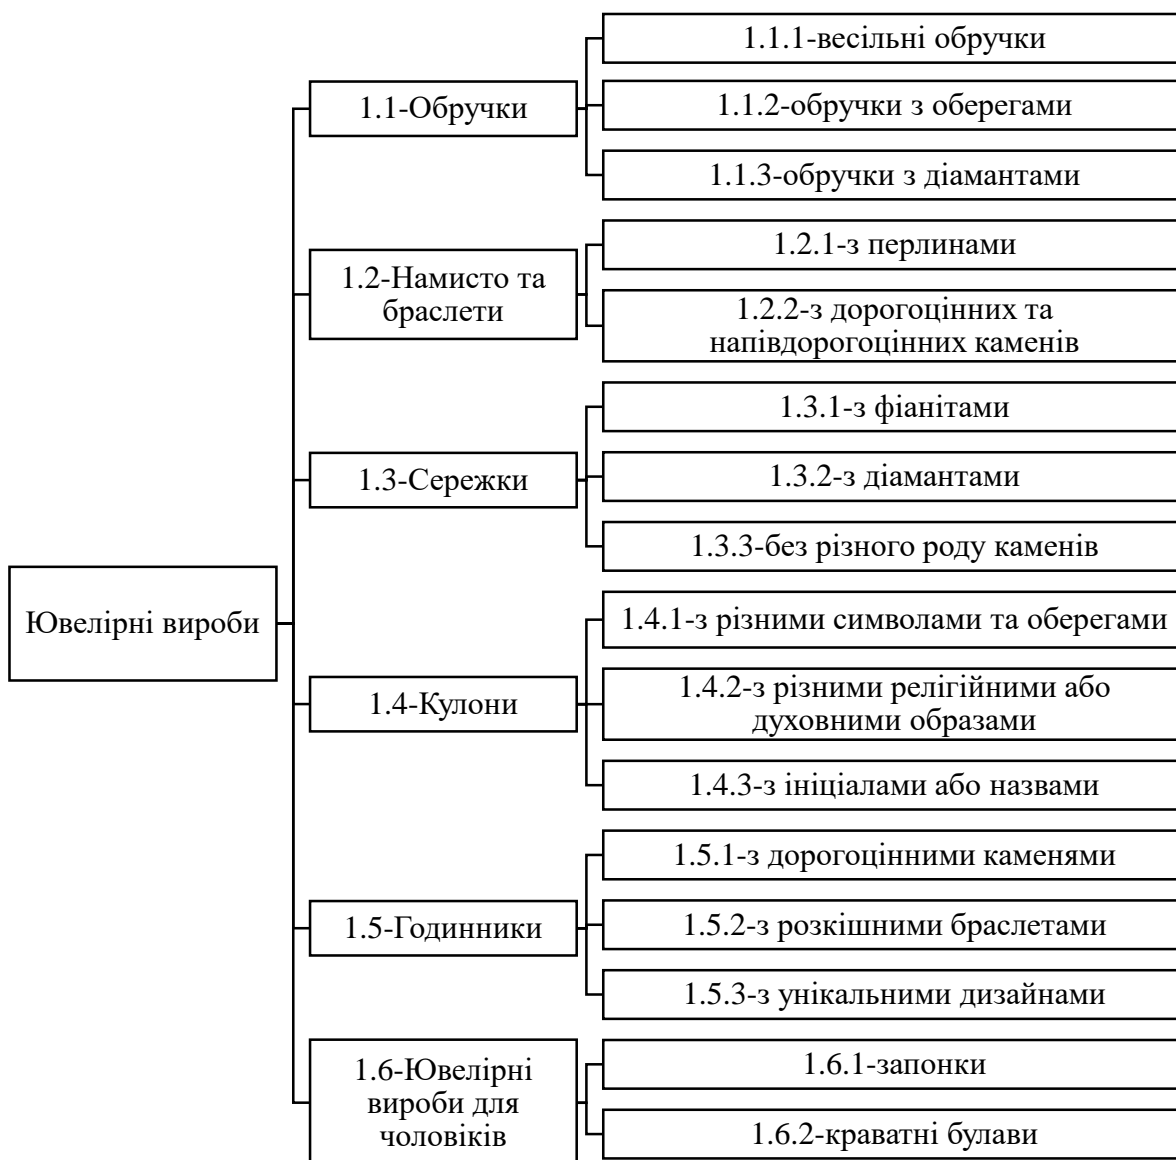 Ювелірні вироби
1.1-Обручки
1.1.1-весільні обручки
1.1.2-обручки з оберегами
1.1.3-обручки з діамантами
1.2-Намисто та
браслети
1.2.1-з перлинами
1.2.2-з дорогоцінних та
напівдорогоцінних каменів
1.3-Сережки
1.3.1-з фіанітами
1.3.2-з діамантами
1.3.3-без різного роду каменів
1.4-Кулони
1.4.1-з різними символами та оберегами
1.4.2-з різними релігійними або
духовними образами
1.4.3-з ініціалами або назвами
1.5-Годинники
1.5.1-з дорогоцінними каменями
1.5.2-з розкішними браслетами
1.5.3-з унікальними дизайнами
1.6-Ювелірні
вироби для
чоловіків
1.6.1-запонки
1.6.2-краватні булави